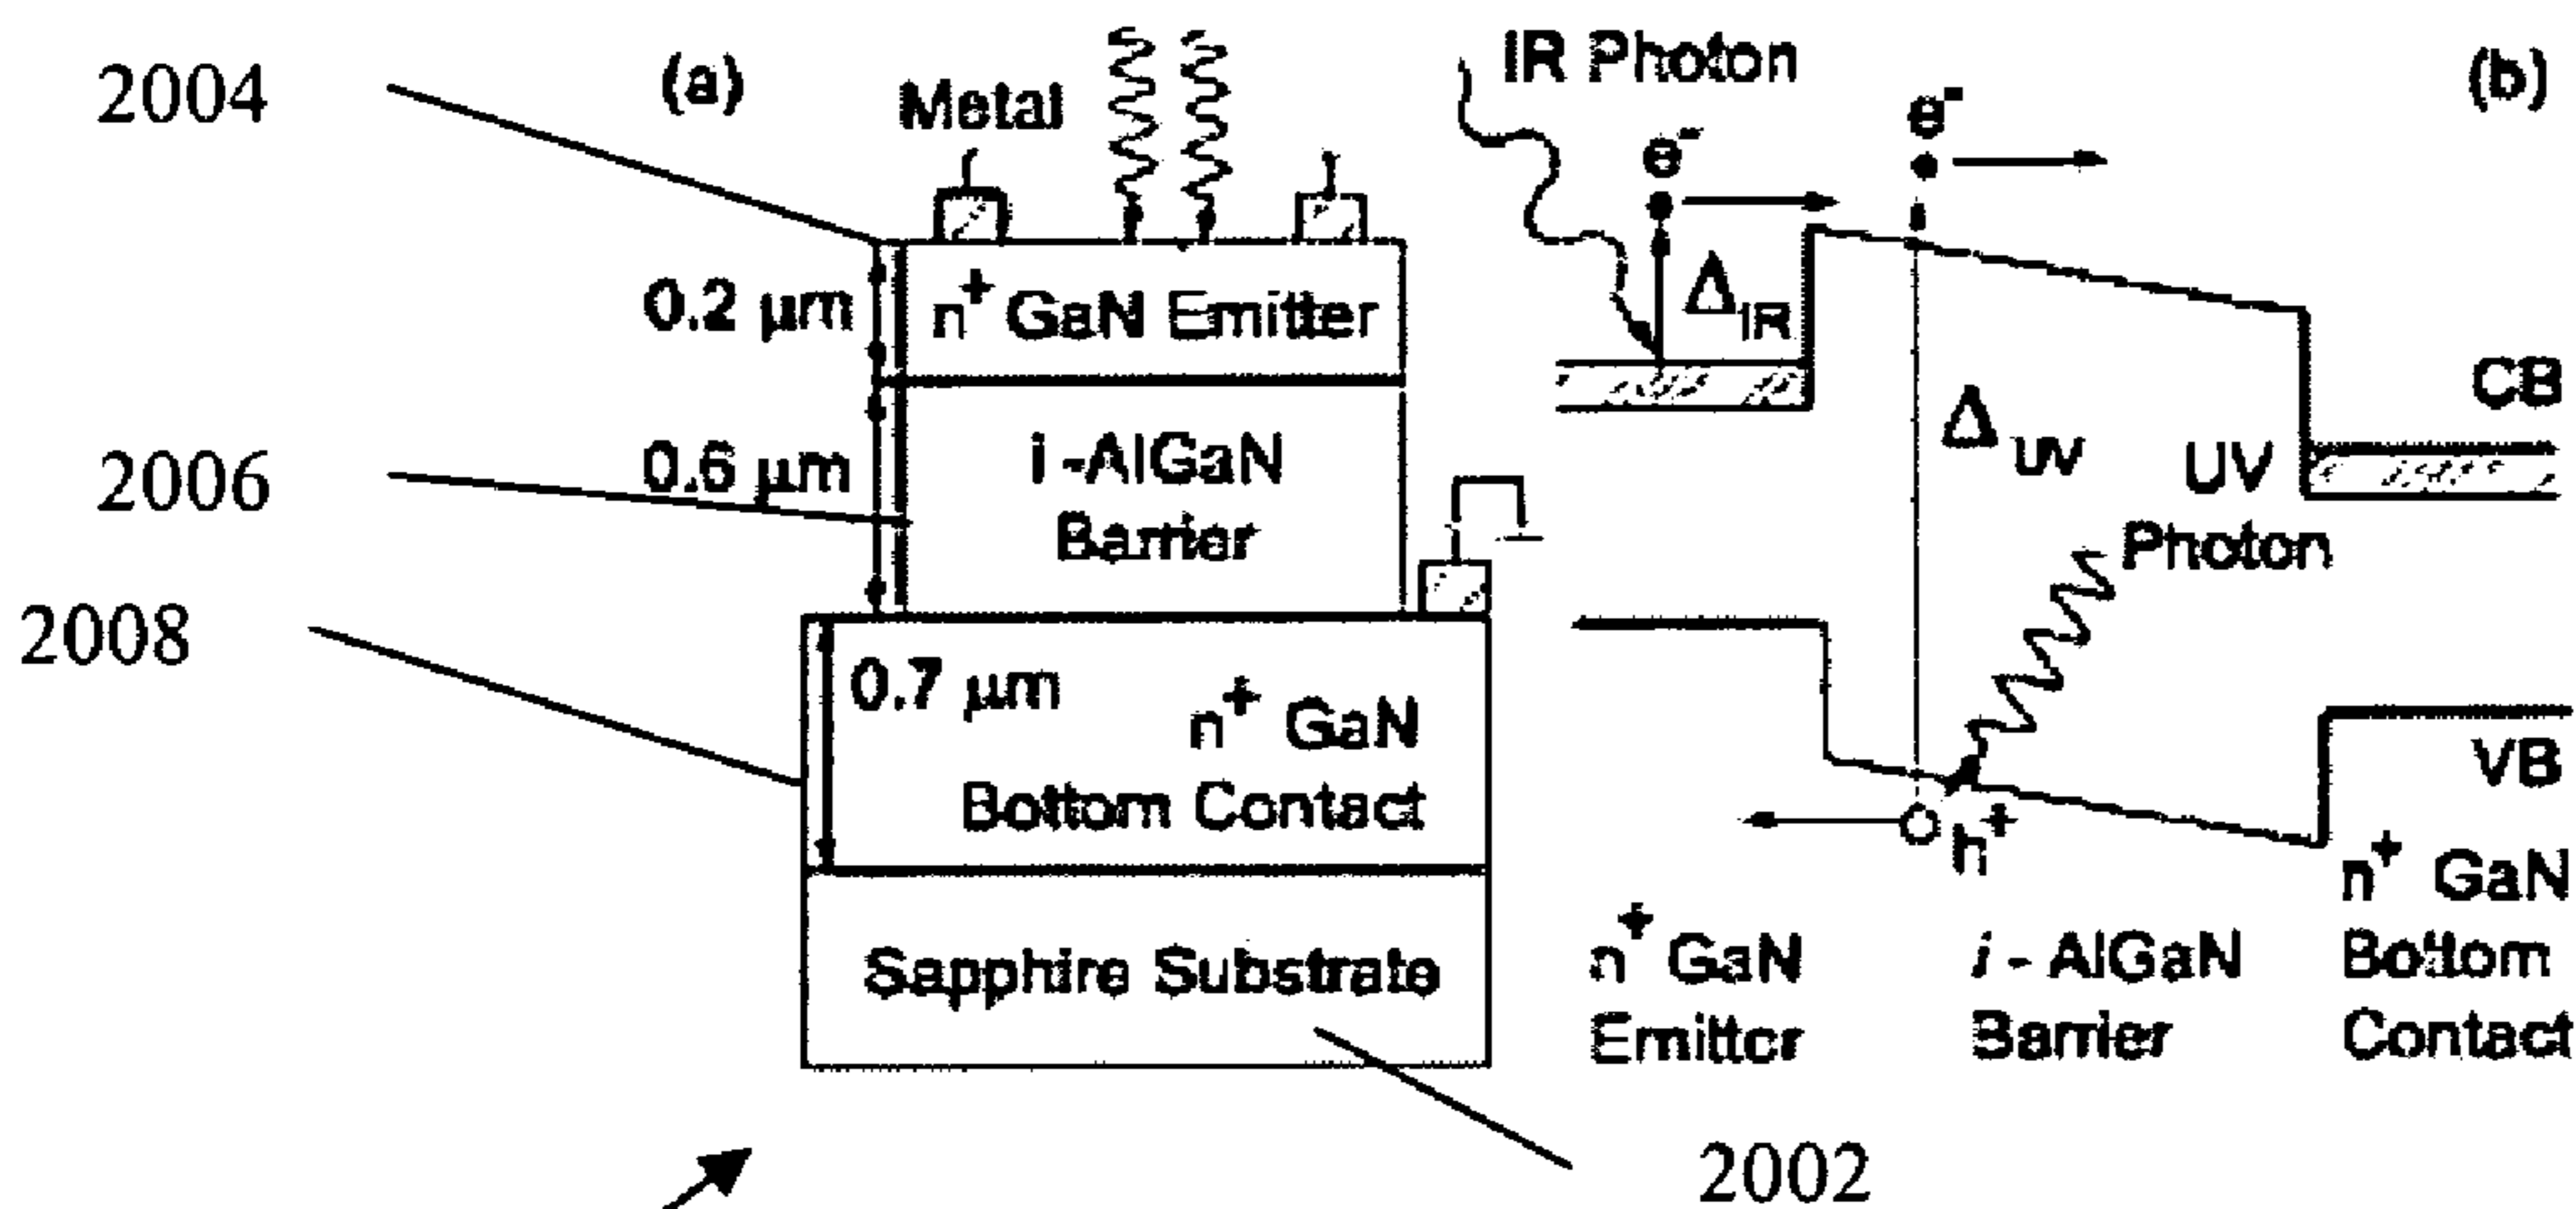 2004
(a)
Metal
0.2 μm
n+ GaN Emitter
2006
0.6 μm
i -AlGaN
Barrier
2008
0.7 μm
n+ GaN
Bottom Contact
Sapphire Substrate
2002
IR Photon
(b)
e-
e-
ΔIR
CB
ΔUV
UV
Photon
VB
h+
n+ GaN
Emitter
i - AlGaN
Barrier
n+ GaN
Bottom
Contact